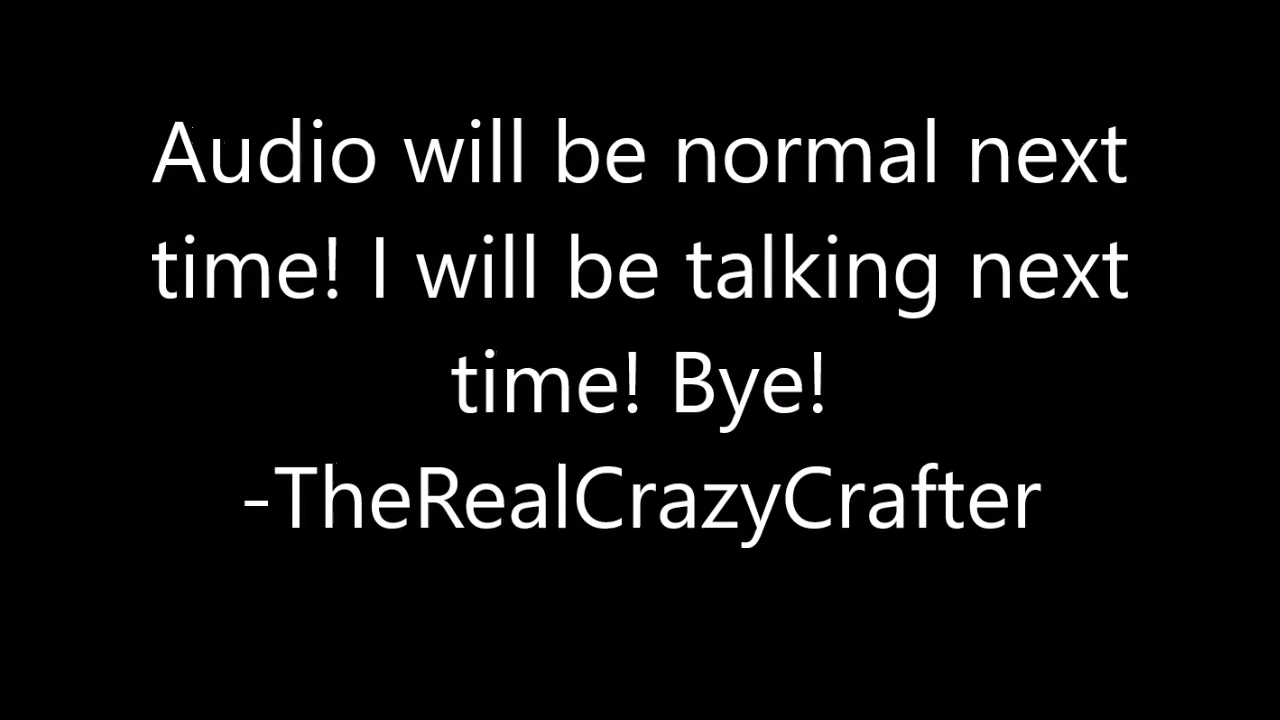 Audio will be normal next
time! I will be talking next
time! Bye!
-TheRealCrazyCrafter